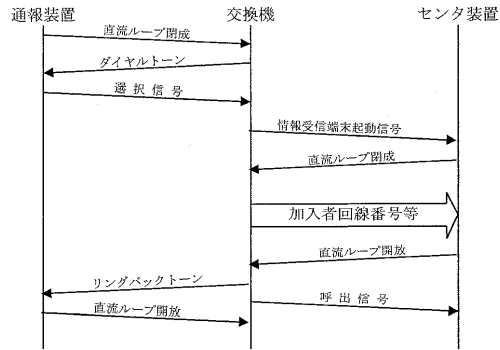 通報装置 交換機 センタ装置
直流ループ閉成
ダイヤルトーン
選択信号
情報受信端末起動信号
直流ループ閉成
加入者回線番号等
直流ループ開放
リングバックトーン
呼出信号
直流ループ開放